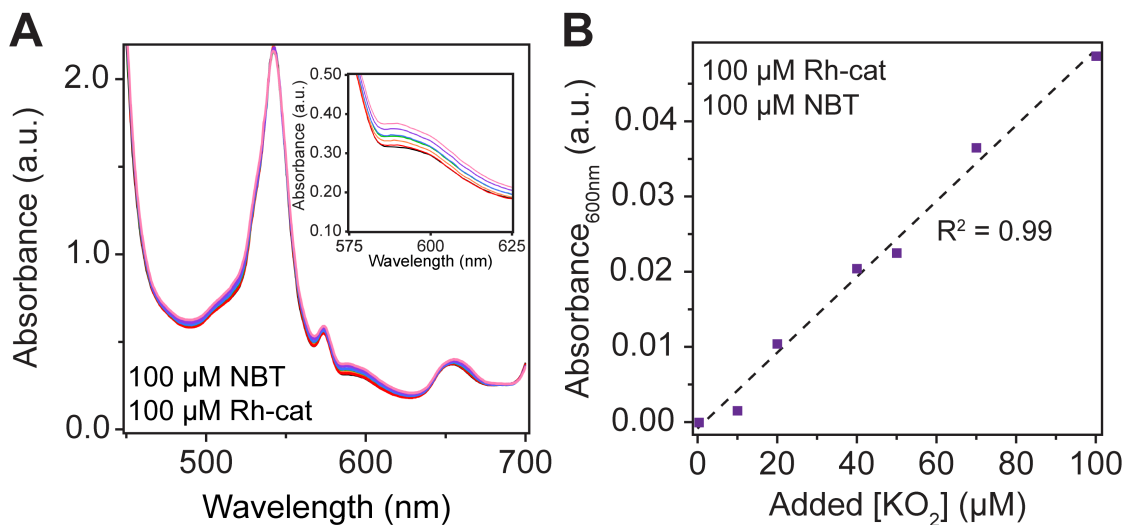 A
Absorbance (a.u.)
2.0
1.0
0.0
500
600
700
Wavelength (nm)
100 µM NBT
100 µM Rh-cat
Absorbance (a.u.)
0.50
0.40
0.30
0.20
0.10
575
600
625
Wavelength (nm)
B
Absorbance600nm (a.u.)
0.04
0.03
0.02
0.01
0.00
0
20
40
60
80
100
Added [KO2] (µM)
100 µM Rh-cat
100 µM NBT
R² = 0.99